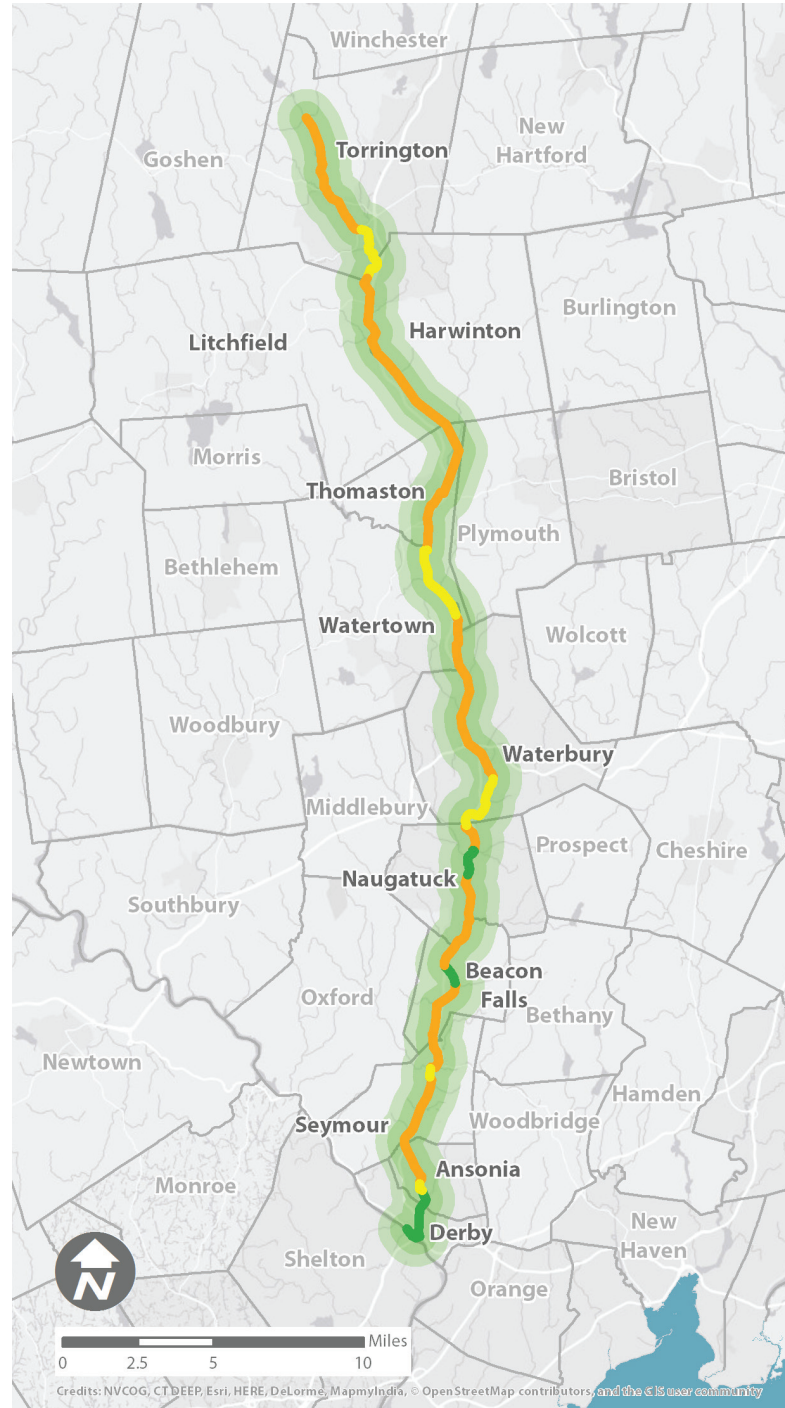 Winchester
Torrington
New
Hartford
Goshen
Burlington
Harwinton
Litchfield
Morris
Bristol
Thomaston
Plymouth
Bethlehem
Watertown
Wolcott
Woodbury
Waterbury
Middlebury
Prospect
Cheshire
Naugatuck
Southbury
Beacon
Falls
Oxford
Bethany
Newtown
Hamden
Seymour
Woodbridge
Ansonia
Monroe
New
Haven
Derby
Shelton
Orange
N
Miles
0 2.5 5 10
Credits: NVCOG, CT DEEP, Esri, HERE, DeLorme, MapmyIndia, © OpenStreetMap contributors, and the GIS user community